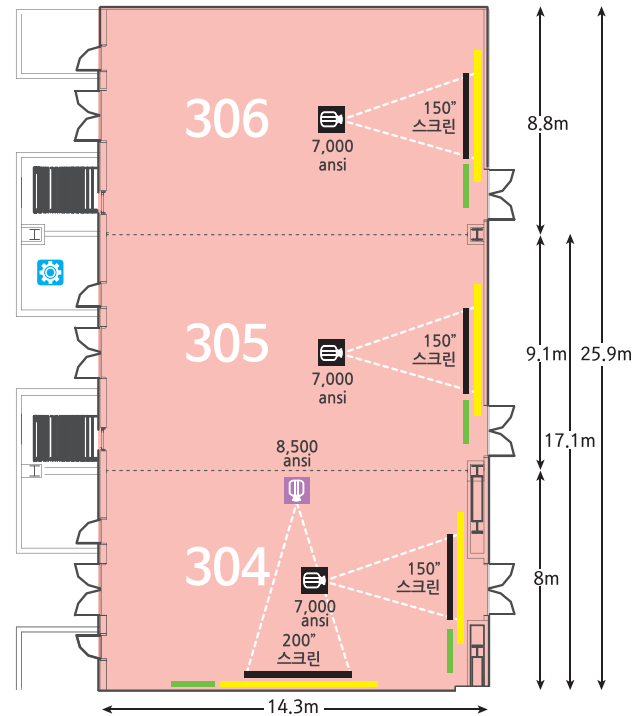 306
150”
스크린
7,000
ansi
8.8m
305
150”
스크린
7,000
ansi
9.1m
25.9m
17.1m
8,500
ansi
304
150”
스크린
7,000
ansi
200”
스크린
8m
14.3m